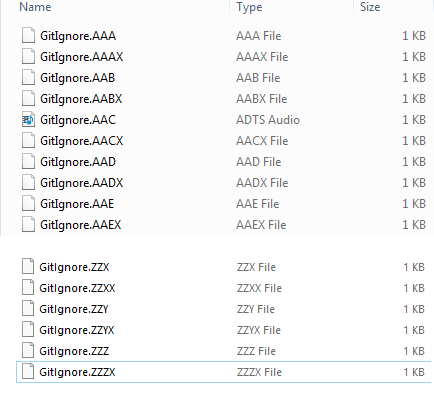 Name Type Size
GitIgnore.AAA AAA File 1 KB
GitIgnore.AAAX AAAX File 1 KB
GitIgnore.AAB AAB File 1 KB
GitIgnore.AABX AABX File 1 KB
GitIgnore.AAC ADTS Audio 1 KB
GitIgnore.AACX AACX File 1 KB
GitIgnore.AAD AAD File 1 KB
GitIgnore.AADX AADX File 1 KB
GitIgnore.AAE AAE File 1 KB
GitIgnore.AAEX AAEX File 1 KB
GitIgnore.ZZX ZZX File 1 KB
GitIgnore.ZZXX ZZXX File 1 KB
GitIgnore.ZZY ZZY File 1 KB
GitIgnore.ZZYX ZZYX File 1 KB
GitIgnore.ZZZ ZZZ File 1 KB
GitIgnore.ZZZX ZZZX File 1 KB